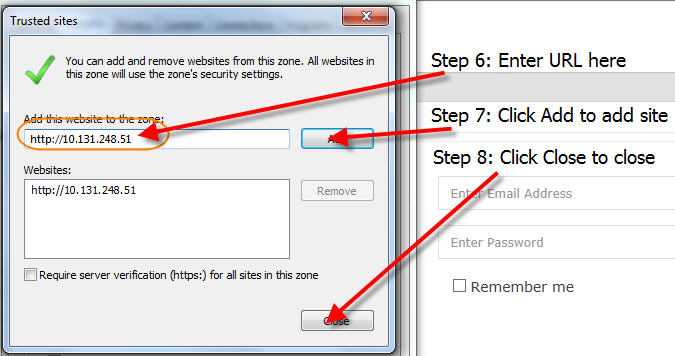 Trusted sites
You can add and remove websites from this zone. All websites in
this zone will use the zone's security settings.
Add this website to the zone:
http://10.131.248.51
Websites:
http://10.131.248.51
Remove
Require server verification (https:) for all sites in this zone
Close
Step 6: Enter URL here
Step 7: Click Add to add site
Step 8: Click Close to close
Enter Email Address
Enter Password
Remember me